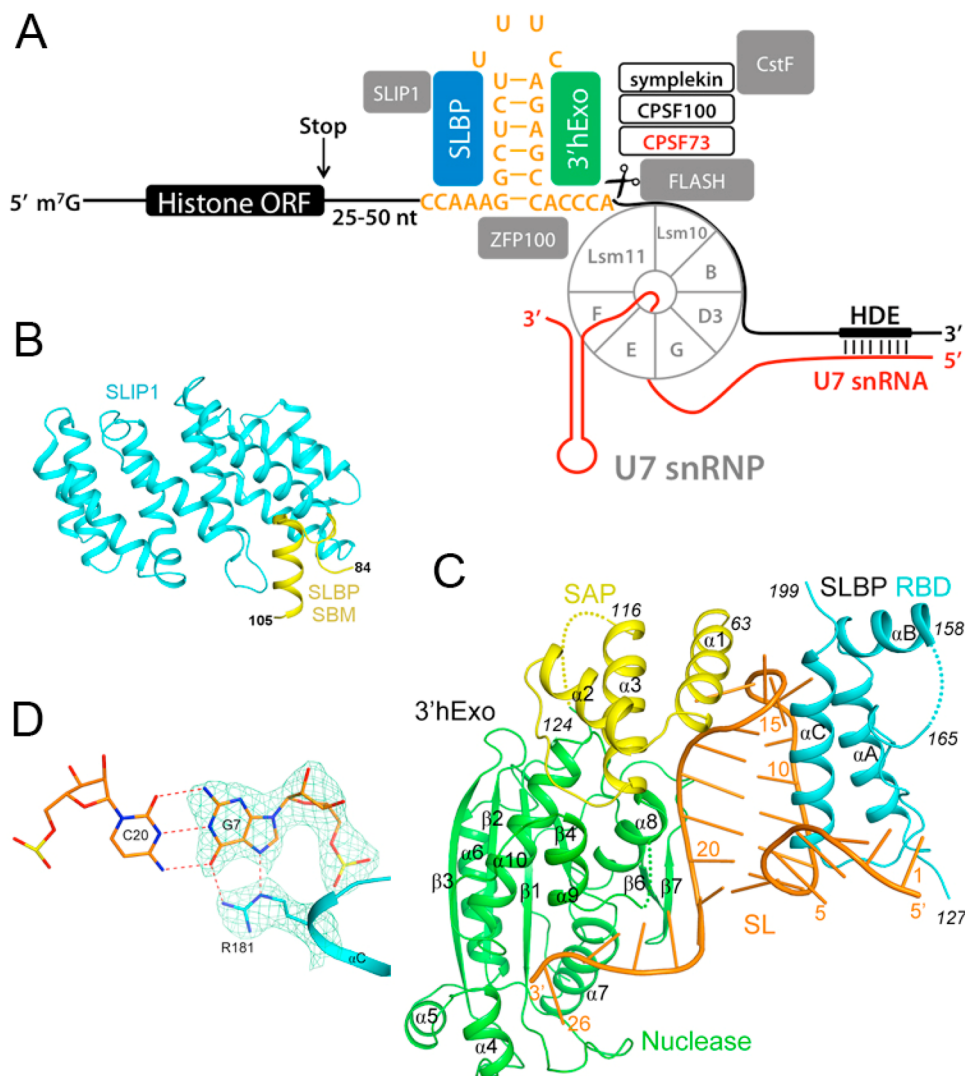 A
U U
U C
U–A
C–G
U–A
C–G
G–C
CCAAAG–CACCCA
SLIP1
SLBP
3'hExo
symplekin
CPSF100
CPSF73
CstF
FLASH
Stop
5' m7G
Histone ORF
25-50 nt
ZFP100
Lsm11
Lsm10
B
D3
G
E
F
3'
HDE
3'
5'
U7 snRNA
U7 snRNP
B
SLIP1
84
105
SLBP
SBM
C
SAP
116
63
α1
α2
α3
124
3'hExo
199
SLBP RBD
αB
158
165
αC
αA
15
10
20
5
1
5'
127
SL
β2
β4
α8
α6
α10
β3
β1
α9
β6
β7
3'
26
α7
α5
α4
Nuclease
D
C20
G7
R181
αC